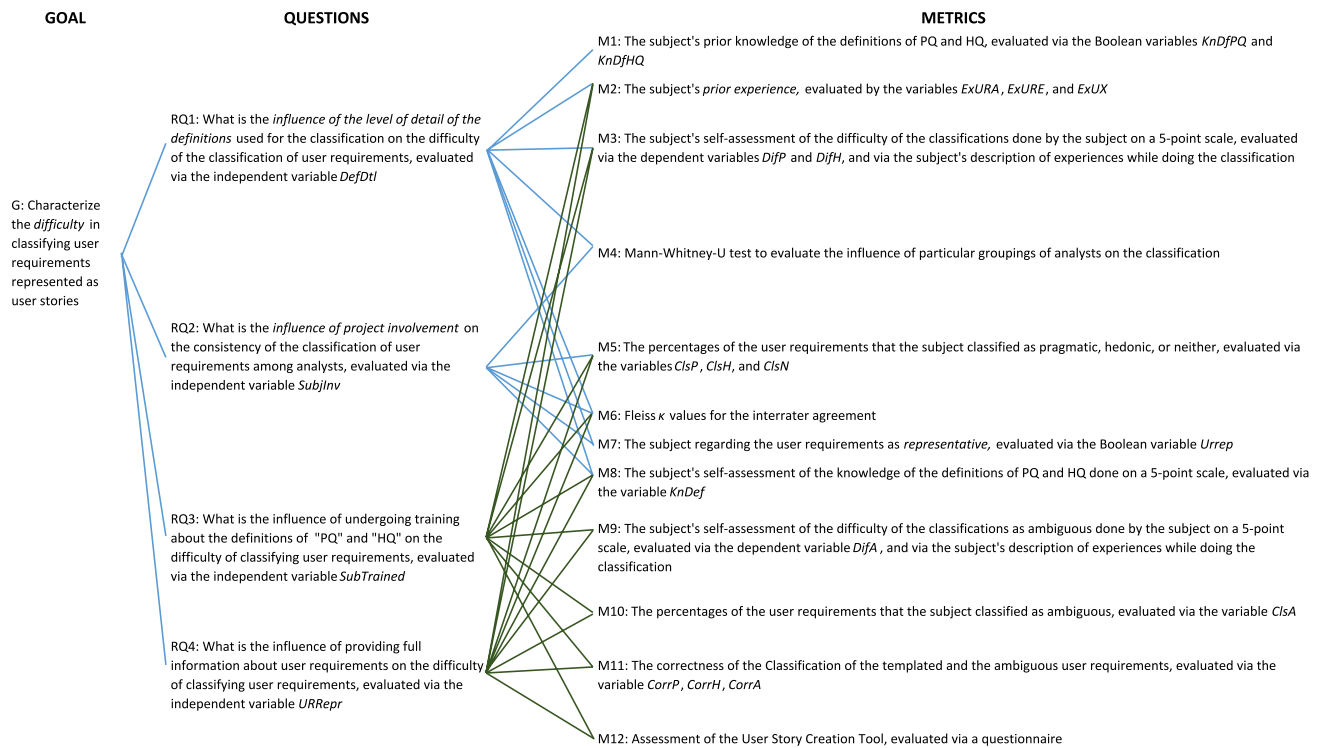 GOAL
QUESTIONS
METRICS
G: Characterize
the difficulty in
classifying user
requirements
represented as
user stories
RQ1: What is the influence of the level of detail of the
definitions used for the classification on the difficulty
of the classification of user requirements, evaluated
via the independent variable DefDtl
RQ2: What is the influence of project involvement on
the consistency of the classification of user
requirements among analysts, evaluated via the
independent variable SubjInv
RQ3: What is the influence of undergoing training
about the definitions of "PQ" and "HQ" on the
difficulty of classifying user requirements, evaluated
via the independent variable SubTrained
RQ4: What is the influence of providing full
information about user requirements on the difficulty
of classifying user requirements, evaluated via the
independent variable URRepr
M1: The subject's prior knowledge of the definitions of PQ and HQ, evaluated via the Boolean variables KnDfPQ and
KnDfHQ
M2: The subject's prior experience, evaluated by the variables ExURA, ExURE, and ExUX
M3: The subject's self-assessment of the difficulty of the classifications done by the subject on a 5-point scale, evaluated
via the dependent variables DifP and DifH, and via the subject's description of experiences while doing the classification
M4: Mann-Whitney-U test to evaluate the influence of particular groupings of analysts on the classification
M5: The percentages of the user requirements that the subject classified as pragmatic, hedonic, or neither, evaluated via
the variables ClsP, ClsH, and ClsN
M6: Fleiss κ values for the interrater agreement
M7: The subject regarding the user requirements as representative, evaluated via the Boolean variable Urrep
M8: The subject's self-assessment of the knowledge of the definitions of PQ and HQ done on a 5-point scale, evaluated via
the variable KnDef
M9: The subject's self-assessment of the difficulty of the classifications as ambiguous done by the subject on a 5-point
scale, evaluated via the dependent variable DifA, and via the subject's description of experiences while doing the
classification
M10: The percentages of the user requirements that the subject classified as ambiguous, evaluated via the variable ClsA
M11: The correctness of the Classification of the templated and the ambiguous user requirements, evaluated via the
variable CorrP, CorrH, CorrA
M12: Assessment of the User Story Creation Tool, evaluated via a questionnaire